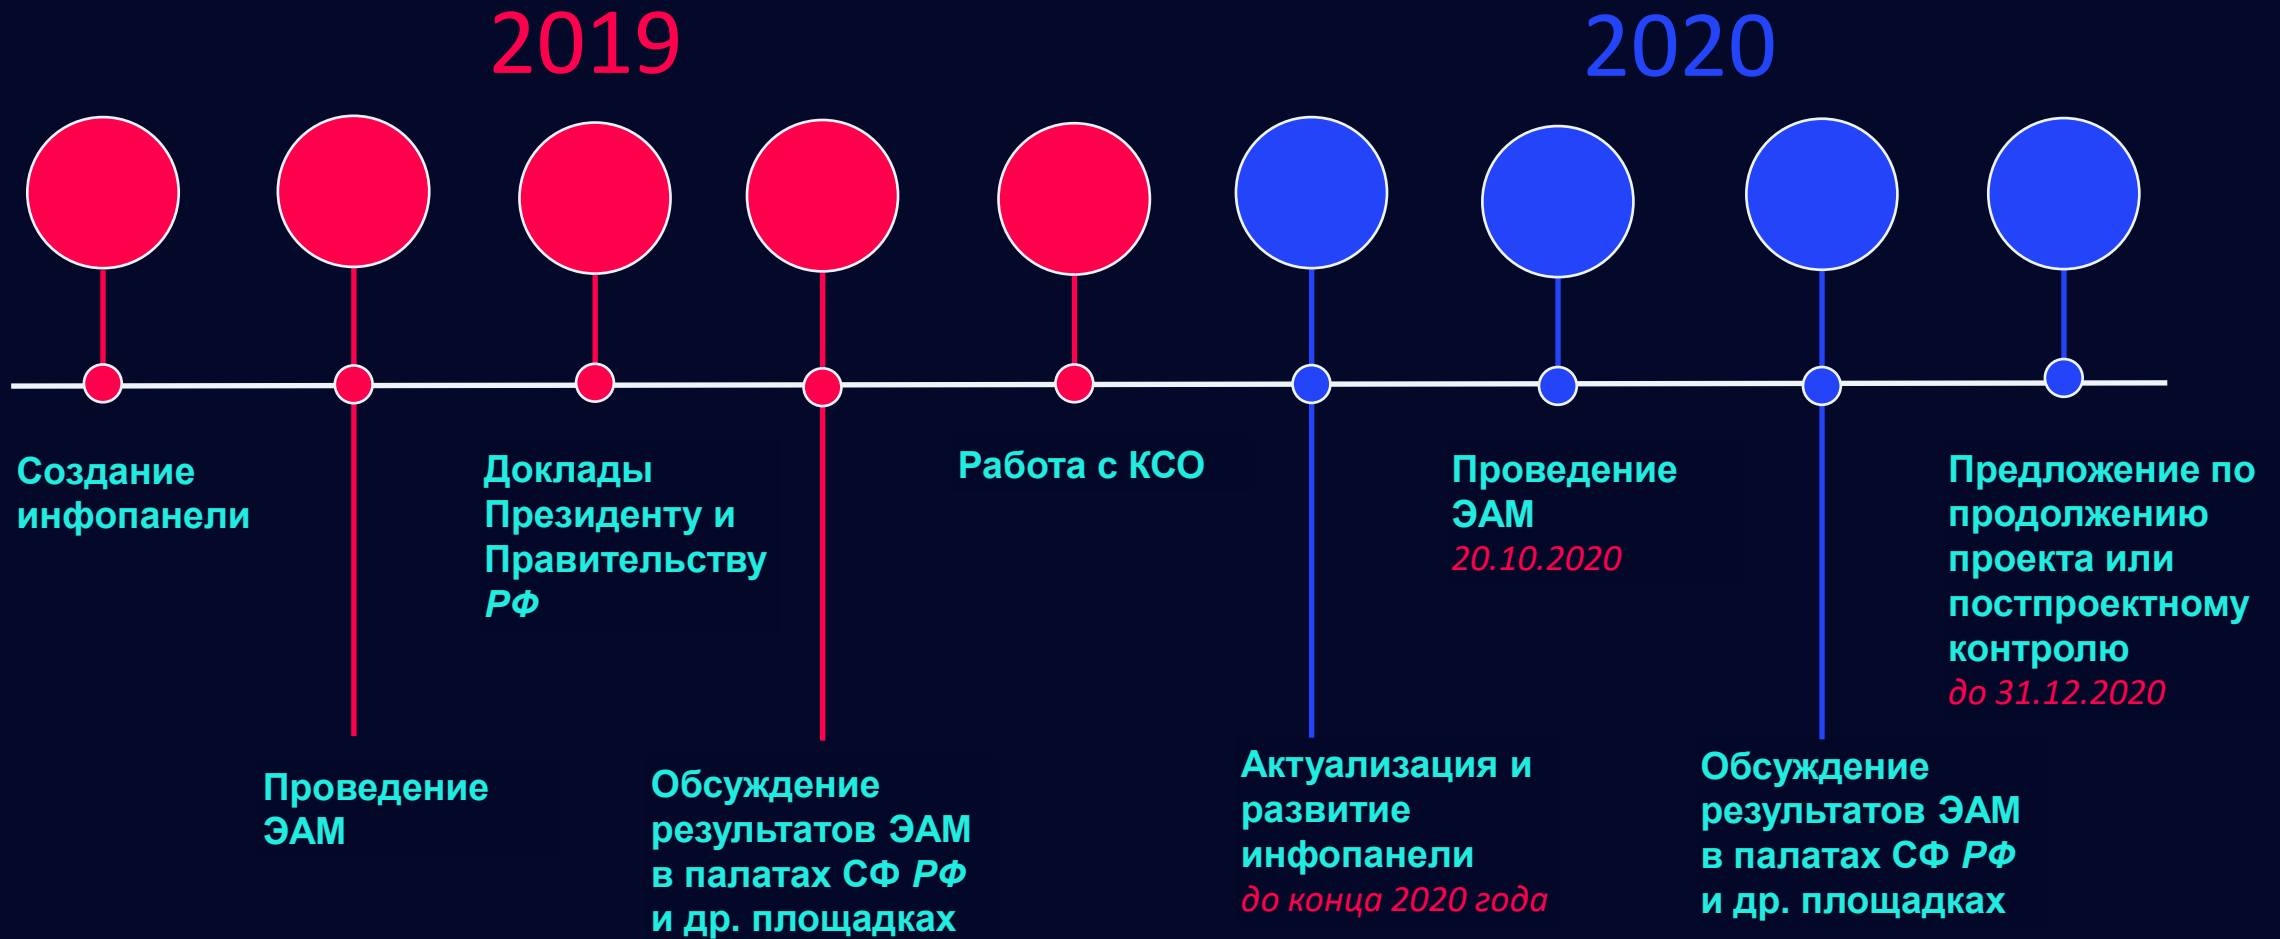 2019
2020
Создание
инфопанели
Проведение
ЭАМ
Доклады
Президенту и
Правительству
РФ
Обсуждение
результатов ЭАМ
в палатах СФ РФ
и др. площадках
Работа с КСО
Актуализация и
развитие
инфопанели
до конца 2020 года
Проведение
ЭАМ
20.10.2020
Обсуждение
результатов ЭАМ
в палатах СФ РФ
и др. площадках
Предложение по
продолжению
проекта или
постпроектному
контролю
до 31.12.2020